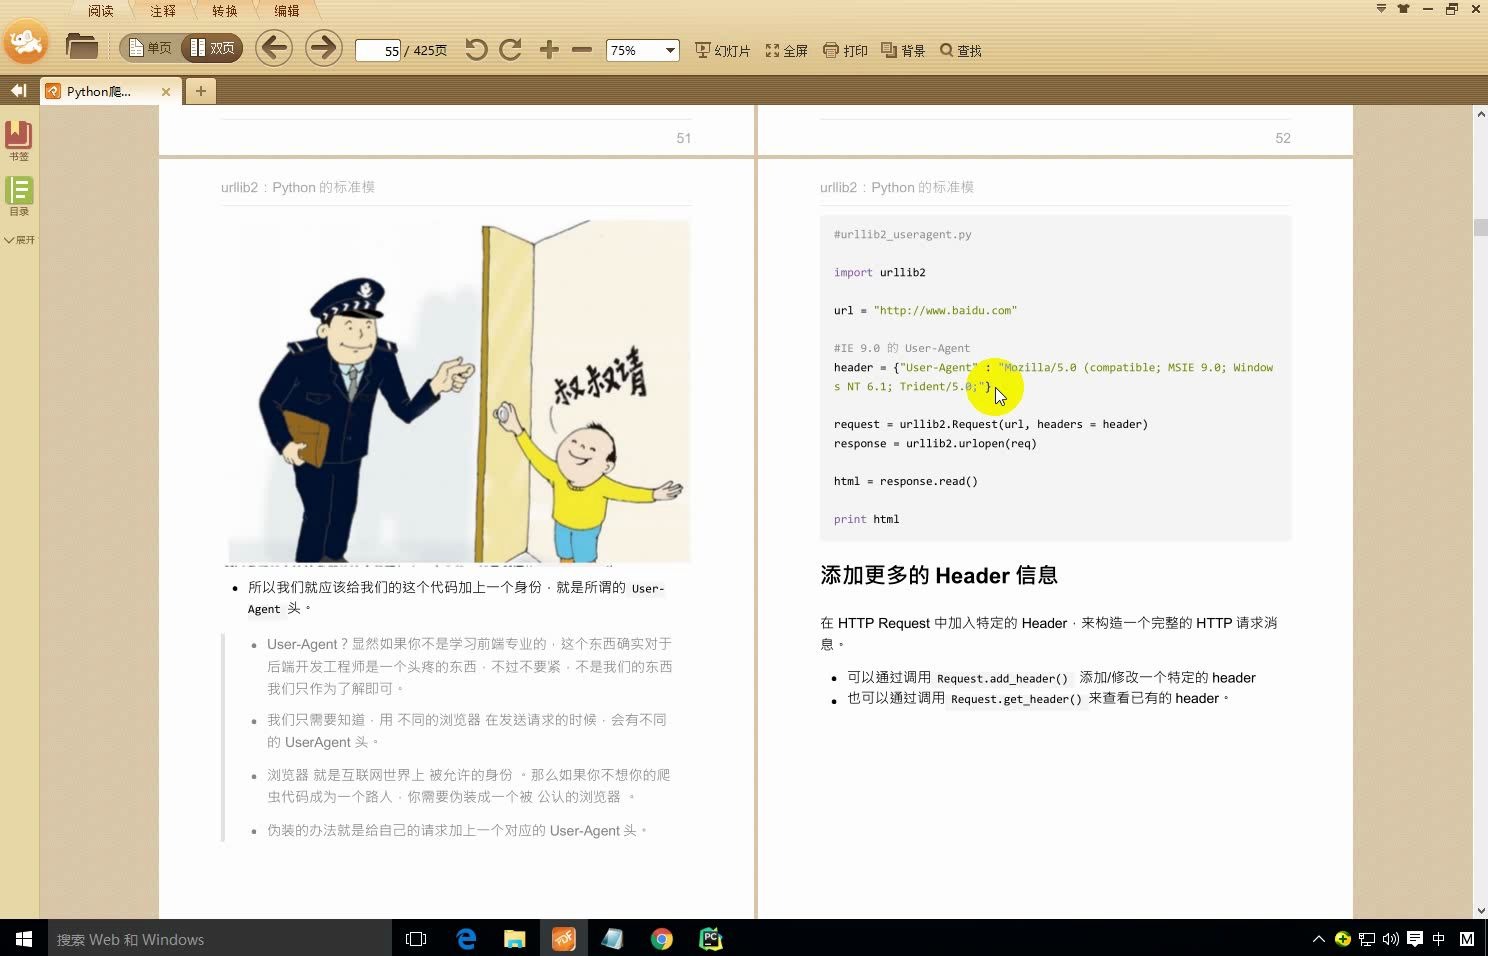 阅读 注释 转换 编辑
单页 双页 55 / 425页 75% 幻灯片 全屏 打印 背景 查找
Python爬...
书签
目录
展开
51
52
urllib2：Python 的标准模
叔叔请
所以我们就应该给我们的这个代码加上一个身份，就是所谓的 User-
Agent 头。
User-Agent？显然如果你不是学习前端专业的，这个东西确实对于
后端开发工程师是一个头疼的东西，不过不要紧，不是我们的东西
我们只作为了解即可。
我们只需要知道，用 不同的浏览器 在发送请求的时候，会有不同
的 UserAgent 头。
浏览器 就是互联网世界上 被允许的身份 。那么如果你不想你的爬
虫代码成为一个路人，你需要伪装成一个被 公认的浏览器 。
伪装的办法就是给自己的请求加上一个对应的 User-Agent 头。
urllib2：Python 的标准模
#urllib2_useragent.py
import urllib2
url = "http://www.baidu.com"
#IE 9.0 的 User-Agent
header = {"User-Agent" : "Mozilla/5.0 (compatible; MSIE 9.0; Window
s NT 6.1; Trident/5.0;"}
request = urllib2.Request(url, headers = header)
response = urllib2.urlopen(req)
html = response.read()
print html
添加更多的 Header 信息
在 HTTP Request 中加入特定的 Header，来构造一个完整的 HTTP 请求消
息。
可以通过调用 Request.add_header() 添加/修改一个特定的 header
也可以通过调用 Request.get_header() 来查看已有的 header。
搜索 Web 和 Windows
中 M